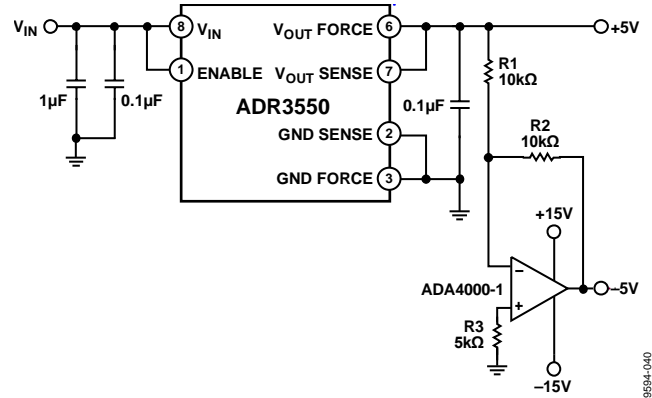 VIN
8
VIN
VOUT FORCE
6
+5V
1
ENABLE
VOUT SENSE
7
R1
10kΩ
1µF
0.1µF
ADR3550
0.1µF
R2
10kΩ
GND SENSE
2
GND FORCE
3
+15V
ADA4000-1
−
+
–5V
R3
5kΩ
–15V
9594-040